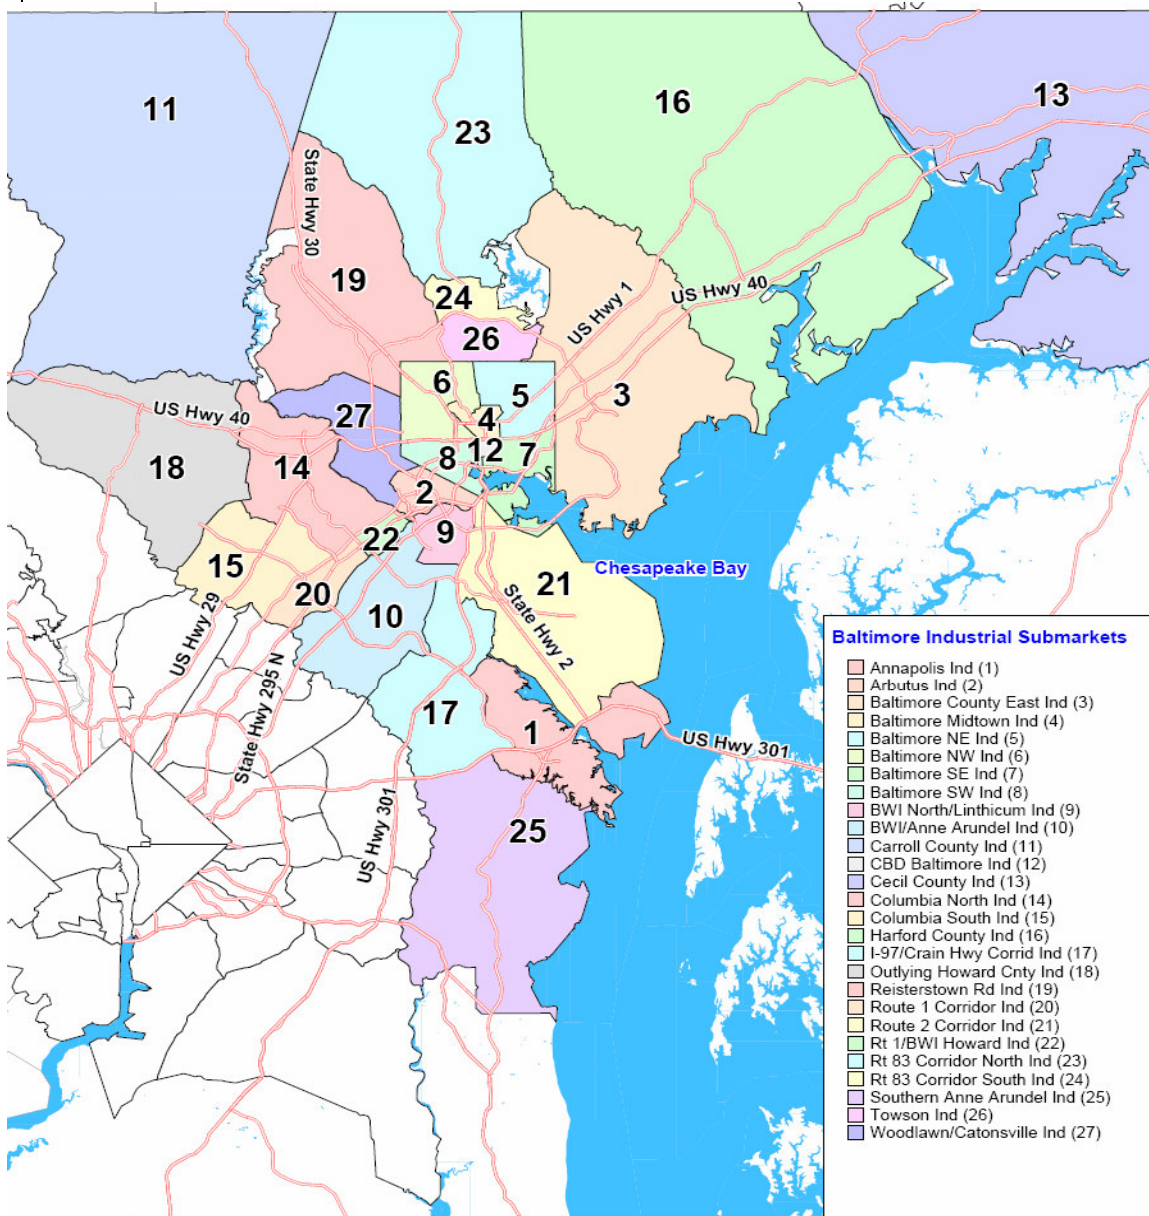 11
23
16
13
State Hwy 30
19
24
26
US Hwy 1
US Hwy 40
3
6
5
4
27
US Hwy 40
12
7
8
14
18
2
9
22
15
20
10
21
Chesapeake Bay
State Hwy 2
US Hwy 29
State Hwy 295 N
17
1
US Hwy 301
US Hwy 301
25
Baltimore Industrial Submarkets
Annapolis Ind (1)
Arbutus Ind (2)
Baltimore County East Ind (3)
Baltimore Midtown Ind (4)
Baltimore NE Ind (5)
Baltimore NW Ind (6)
Baltimore SE Ind (7)
Baltimore SW Ind (8)
BWI North/Linthicum Ind (9)
BWI/Anne Arundel Ind (10)
Carroll County Ind (11)
CBD Baltimore Ind (12)
Cecil County Ind (13)
Columbia North Ind (14)
Columbia South Ind (15)
Harford County Ind (16)
I-97/Crain Hwy Corrid Ind (17)
Outlying Howard Cnty Ind (18)
Reisterstown Rd Ind (19)
Route 1 Corridor Ind (20)
Route 2 Corridor Ind (21)
Rt 1/BWI Howard Ind (22)
Rt 83 Corridor North Ind (23)
Rt 83 Corridor South Ind (24)
Southern Anne Arundel Ind (25)
Towson Ind (26)
Woodlawn/Catonsville Ind (27)